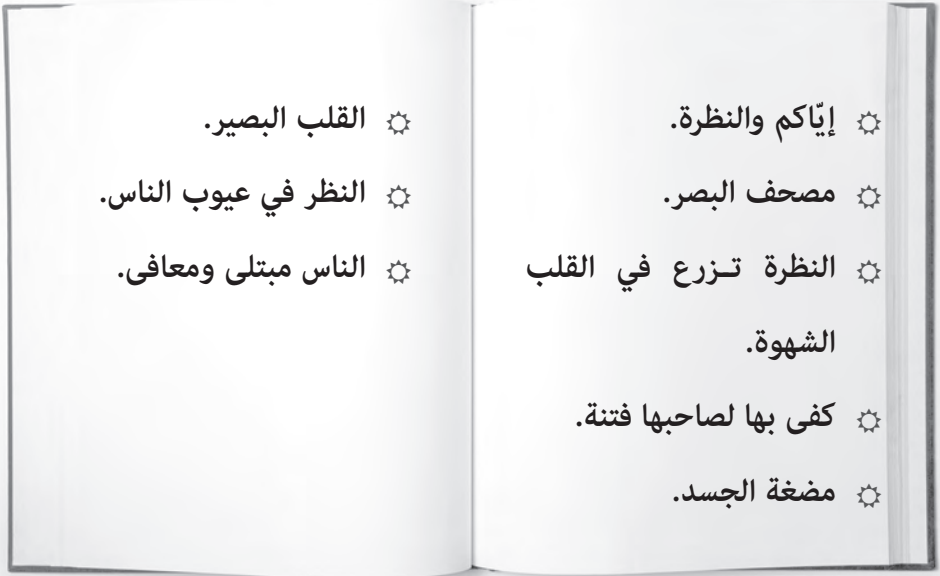 إيّاكم والنظرة.
مصحف البصر.
النظرة تـزرع في القلب
الشهوة.
كفى بها لصاحبها فتنة.
مضغة الجسد.
القلب البصير.
النظر في عيوب الناس.
الناس مبتلى ومعافى.